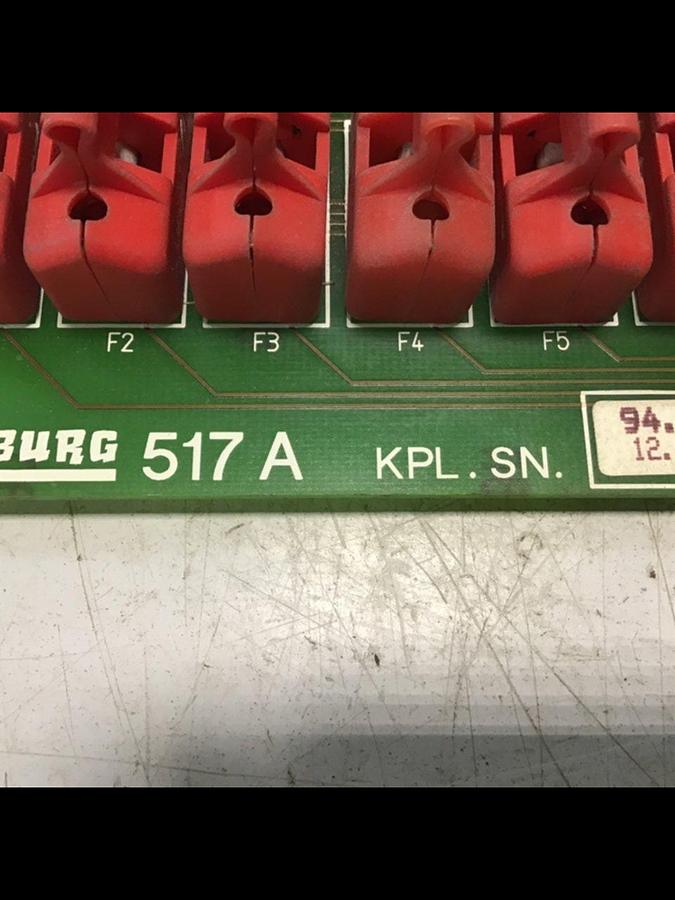 F2 F3 F4 F5
BURG 517 A KPL. SN.
94.
12.